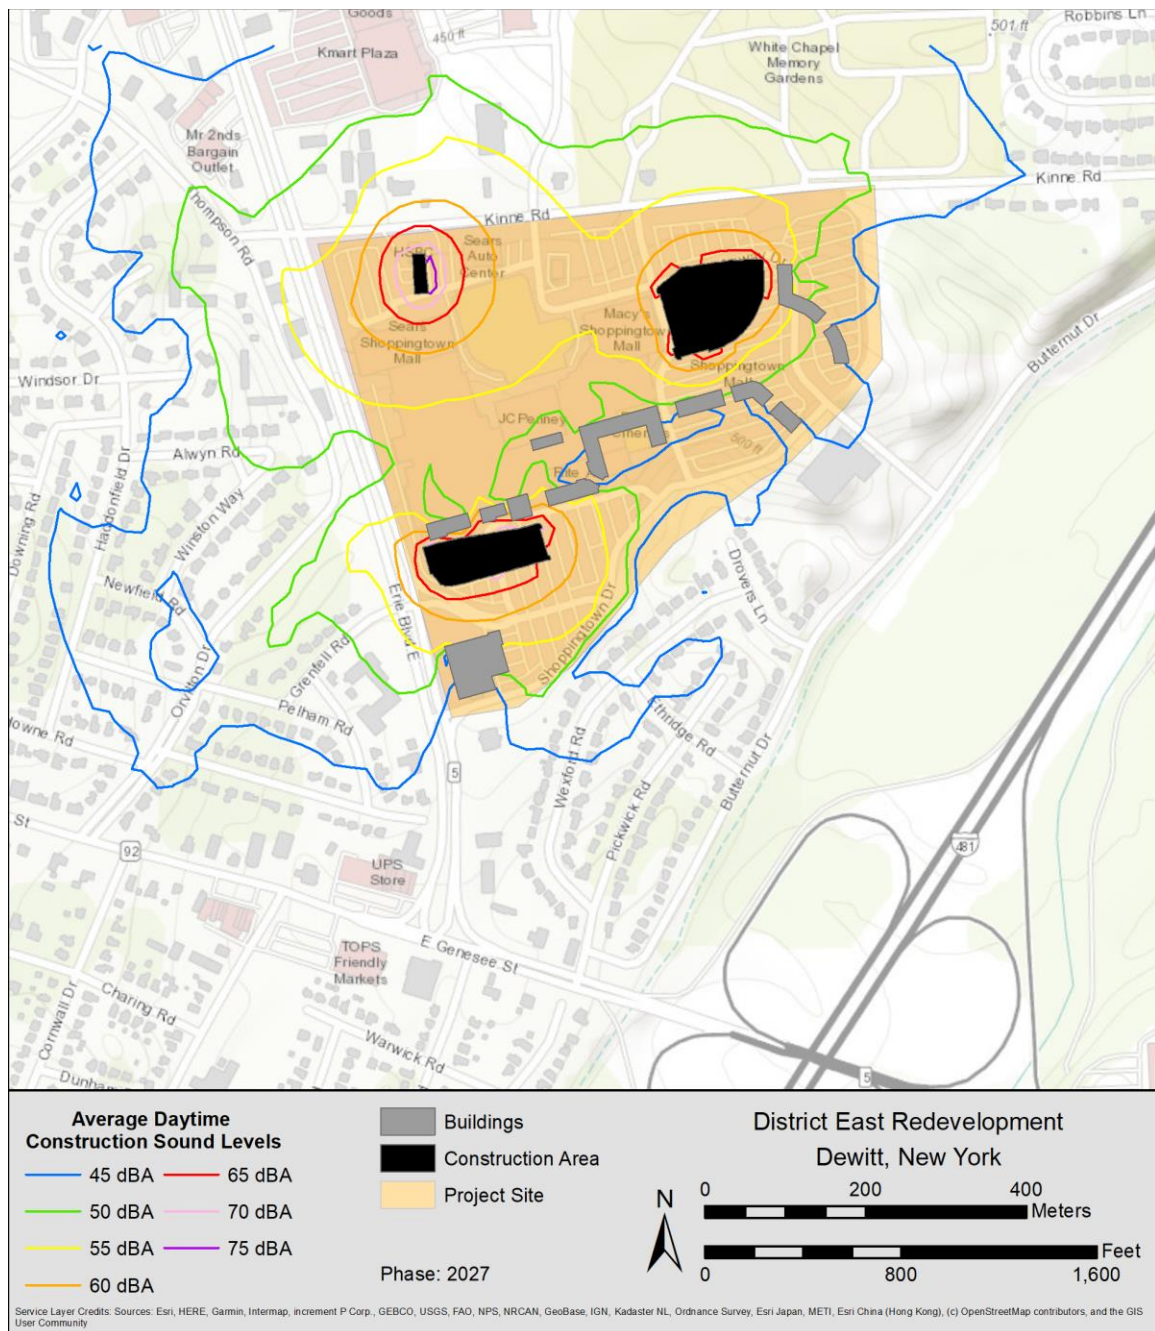 Goods
Kmart Plaza
450 ft
White Chapel
Memory
Gardens
501 ft
Robbins Ln
Mr 2nds
Bargain
Outlet
Thompson Rd
Kinne Rd
Kinne Rd
HSBC
Sears
Auto
Center
Sears
Shoppingtown
Mall
Macy's
Shoppingtown
Mall
Shoppingtown
Butternut Dr
Windsor Dr
JC Penney
500 ft
Alwyn Rd
Haddonfield Dr
Downing Rd
Winston Way
Newfield Rd
Orvilton Dr
Erie Blvd E
Shoppingtown Dr
Drovers Ln
Grenfell Rd
Pelham Rd
Ethridge Rd
Wexford Rd
Butternut Dr
Pickwick Rd
5
St
92
UPS
Store
481
E Genesee St
TOPS
Friendly
Markets
Charing Rd
Cornwall Dr
Warwick Rd
5
Average Daytime
Construction Sound Levels
45 dBA
50 dBA
55 dBA
60 dBA
65 dBA
70 dBA
75 dBA
Buildings
Construction Area
Project Site
Phase: 2027
District East Redevelopment
Dewitt, New York
N
0 200 400
Meters
Feet
0 800 1,600
Service Layer Credits: Sources: Esri, HERE, Garmin, Intermap, increment P Corp., GEBCO, USGS, FAO, NPS, NRCAN, GeoBase, IGN, Kadaster NL, Ordnance Survey, Esri Japan, METI, Esri China (Hong Kong), (c) OpenStreetMap contributors, and the GIS
User Community